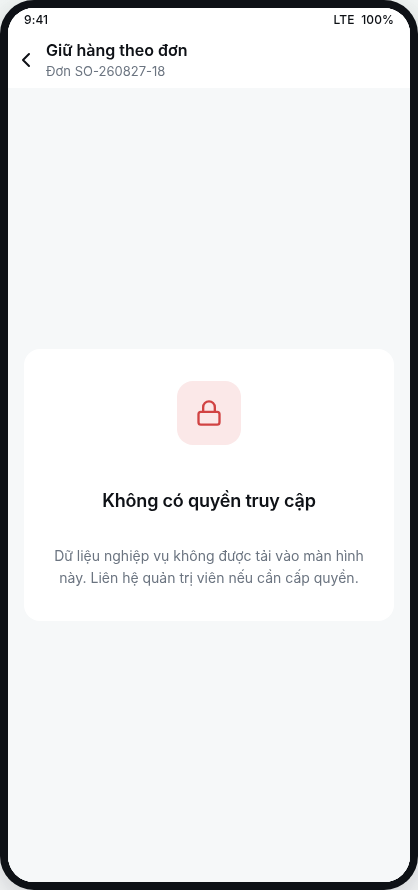 9:41 LTE 100%
Giữ hàng theo đơn
Đơn SO-260827-18
Không có quyền truy cập
Dữ liệu nghiệp vụ không được tải vào màn hình
này. Liên hệ quản trị viên nếu cần cấp quyền.